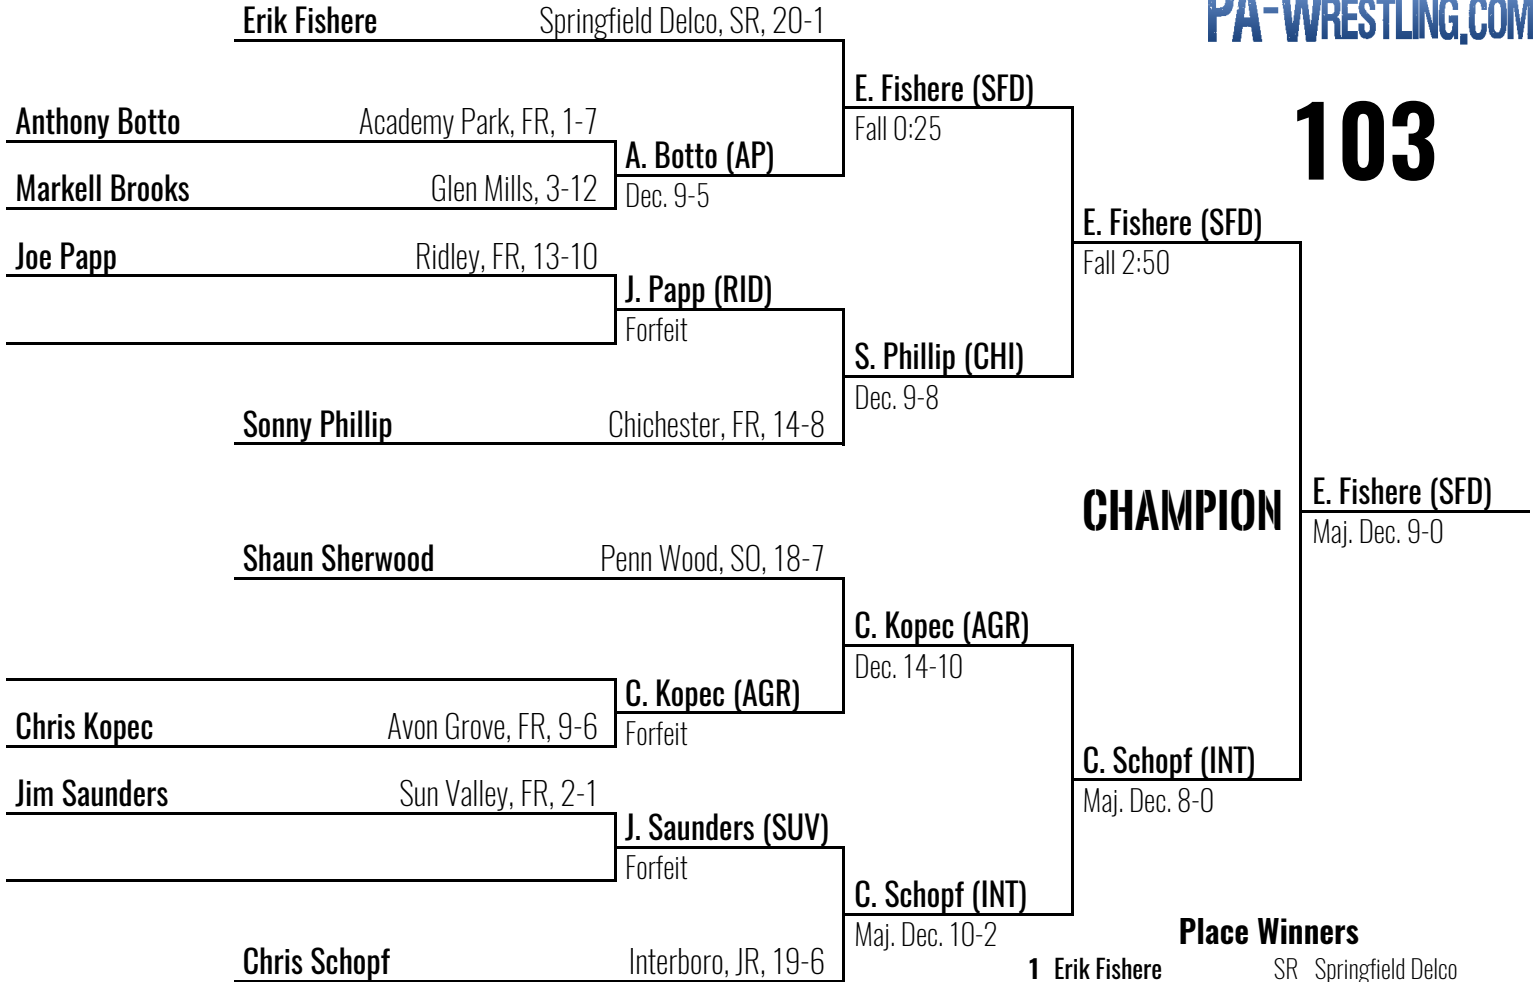 PA-WRESTLING.COM
103
Erik Fishere Springfield Delco, SR, 20-1
E. Fishere (SFD)
Fall 0:25
Anthony Botto Academy Park, FR, 1-7
A. Botto (AP)
Dec. 9-5
Markell Brooks Glen Mills, 3-12
E. Fishere (SFD)
Fall 2:50
Joe Papp Ridley, FR, 13-10
J. Papp (RID)
Forfeit
S. Phillip (CHI)
Dec. 9-8
Sonny Phillip Chichester, FR, 14-8
CHAMPION
E. Fishere (SFD)
Maj. Dec. 9-0
Shaun Sherwood Penn Wood, SO, 18-7
C. Kopec (AGR)
Dec. 14-10
C. Kopec (AGR)
Forfeit
Chris Kopec Avon Grove, FR, 9-6
C. Schopf (INT)
Maj. Dec. 8-0
Jim Saunders Sun Valley, FR, 2-1
J. Saunders (SUV)
Forfeit
C. Schopf (INT)
Maj. Dec. 10-2
Chris Schopf Interboro, JR, 19-6
Place Winners
1 Erik Fishere SR Springfield Delco